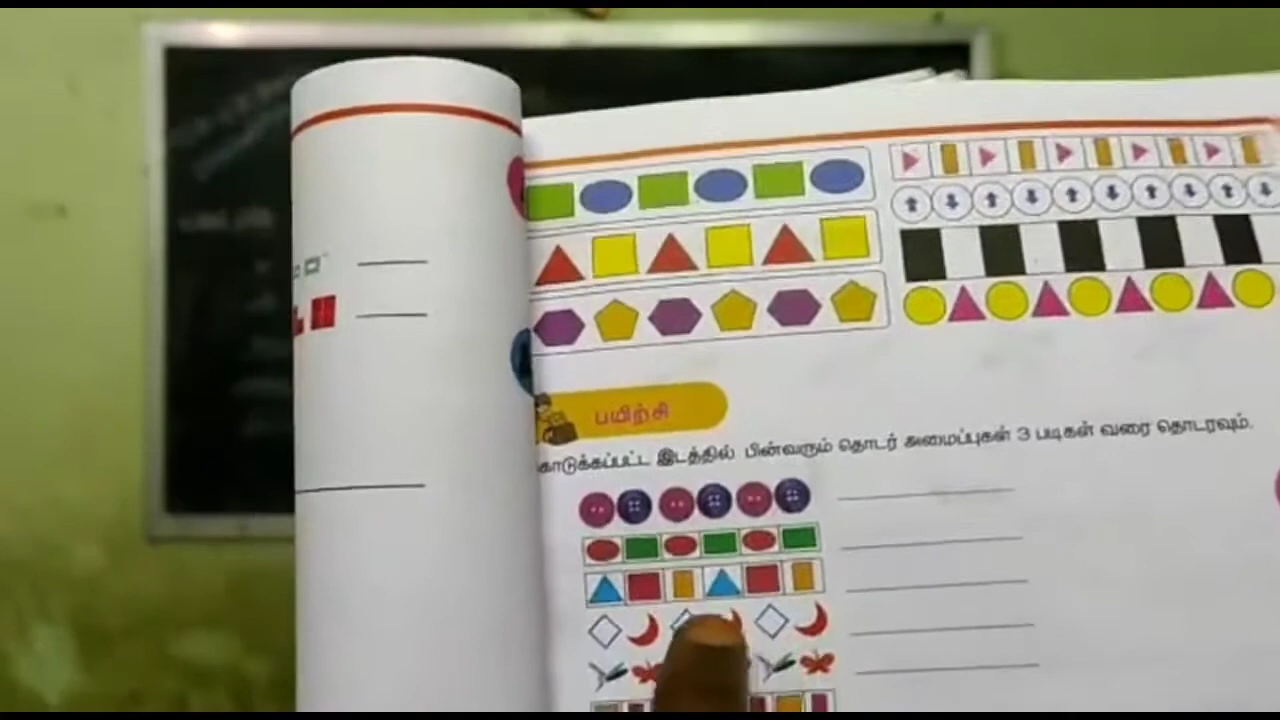 பயிற்சி
காடுக்கப்பட்ட இடத்தில் பின்வரும் தொடர் அமைப்புகள் 3 படிகள் வரை தொடரவும்.